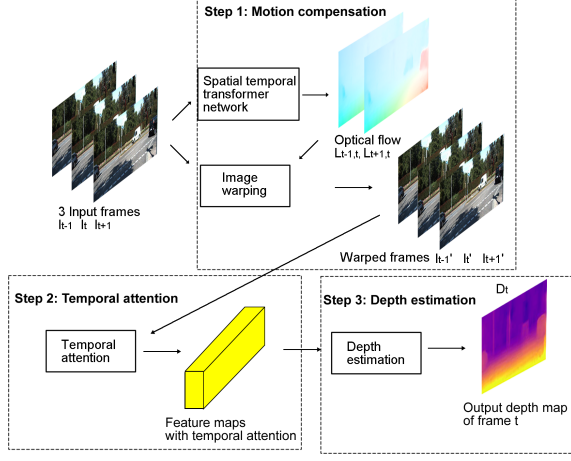 Step 1: Motion compensation
Spatial temporal
transformer
network
Optical flow
Lt-1,t, Lt+1,t
Image
warping
3 Input frames
It-1 It It+1
Warped frames It-1' It' It+1'
Step 2: Temporal attention
Temporal
attention
Feature maps
with temporal attention
Step 3: Depth estimation
Dt
Depth
estimation
Output depth map
of frame t